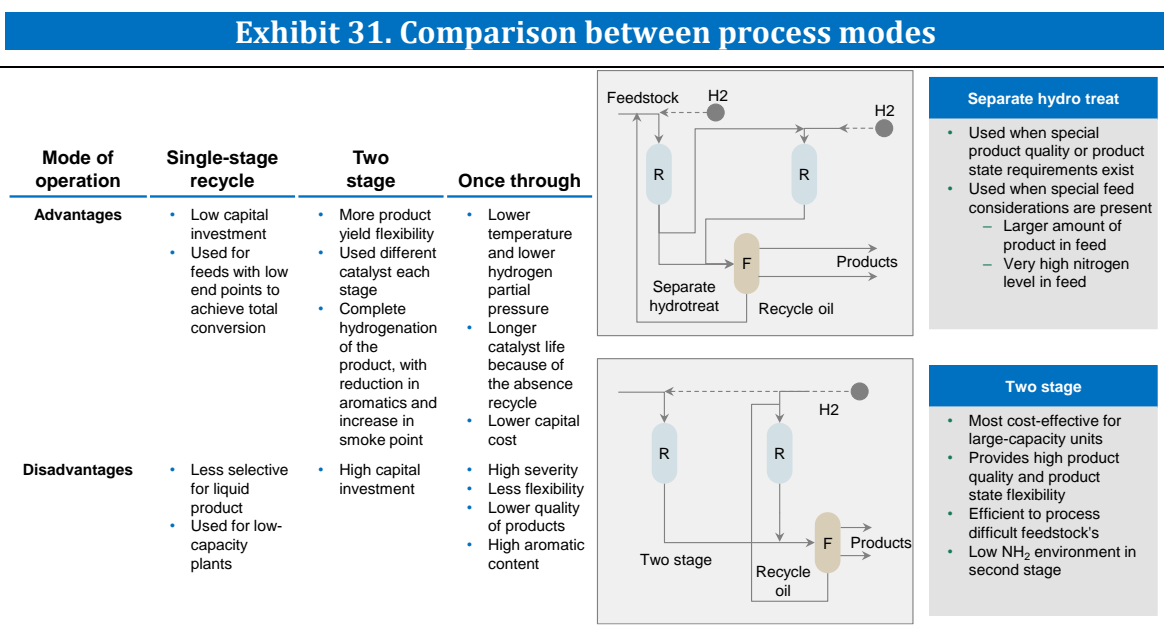 Exhibit 31. Comparison between process modes
Mode of
operation
Single-stage
recycle
Two
stage
Once through
Advantages
• Low capital
investment
• Used for
feeds with low
end points to
achieve total
conversion
• More product
yield flexibility
• Used different
catalyst each
stage
• Complete
hydrogenation
of the
product, with
reduction in
aromatics and
increase in
smoke point
• Lower
temperature
and lower
hydrogen
partial
pressure
• Longer
catalyst life
because of
the absence
recycle
• Lower capital
cost
Disadvantages
• Less selective
for liquid
product
• Used for low-
capacity
plants
• High capital
investment
• High severity
• Less flexibility
• Lower quality
of products
• High aromatic
content
Feedstock
H2
H2
R
R
F
Products
Separate
hydrotreat
Recycle oil
Separate hydro treat
• Used when special
product quality or product
state requirements exist
• Used when special feed
considerations are present
– Larger amount of
product in feed
– Very high nitrogen
level in feed
H2
R
R
F
Products
Two stage
Recycle
oil
Two stage
• Most cost-effective for
large-capacity units
• Provides high product
quality and product
state flexibility
• Efficient to process
difficult feedstock's
• Low NH2 environment in
second stage